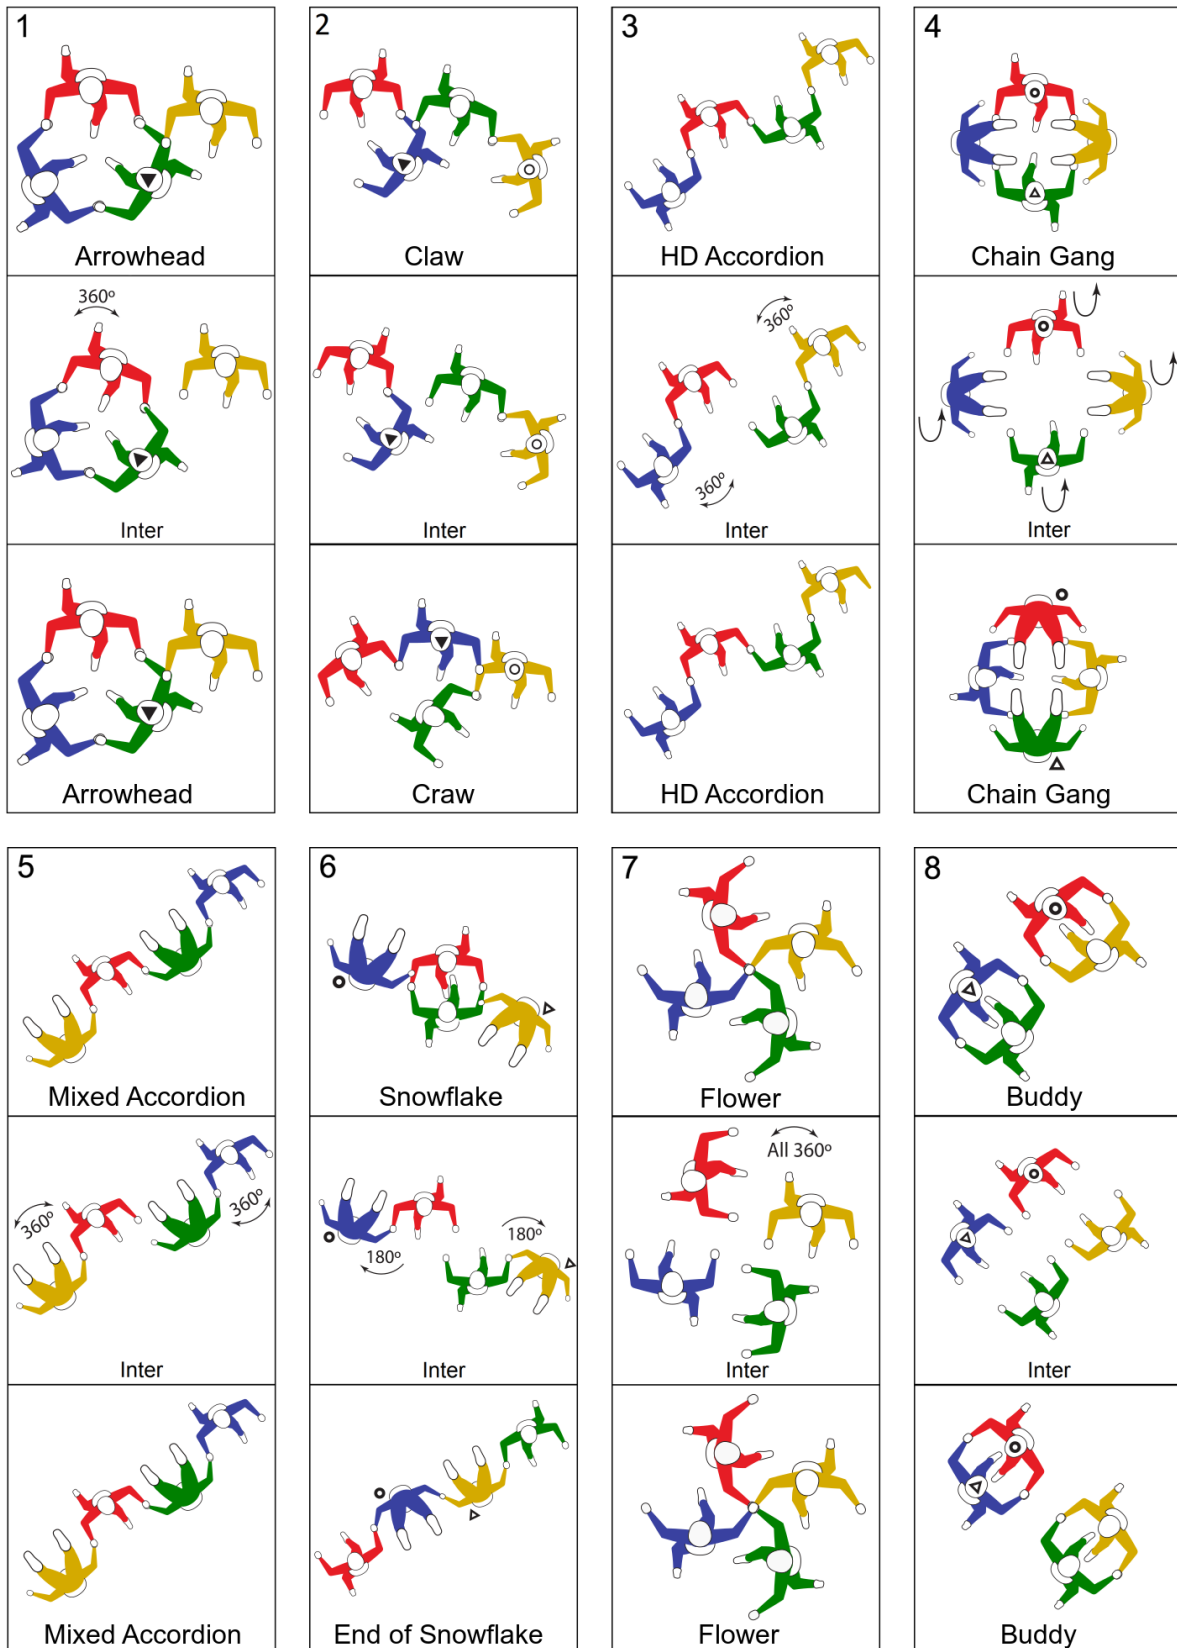 1
Arrowhead
360º
Inter
Arrowhead
2
Claw
Inter
Craw
3
HD Accordion
360º
360º
Inter
HD Accordion
4
Chain Gang
Inter
Chain Gang
5
Mixed Accordion
360º
360º
Inter
Mixed Accordion
6
Snowflake
180º
180º
Inter
End of Snowflake
7
Flower
All 360º
Inter
Flower
8
Buddy
Inter
Buddy